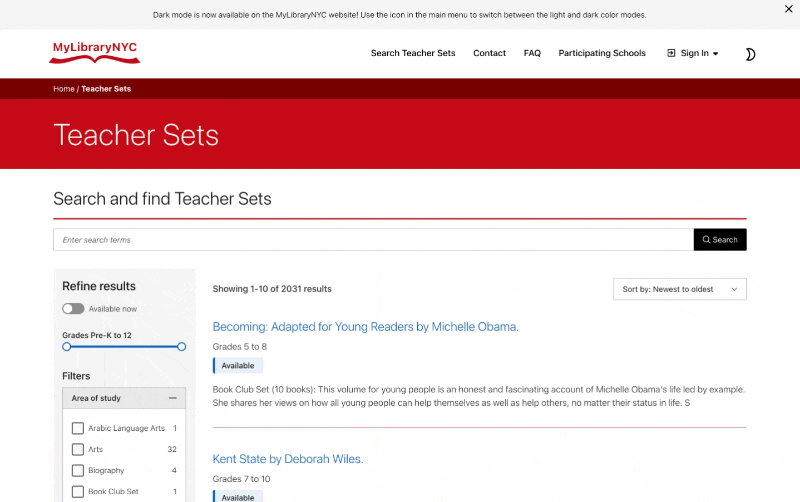 Dark mode is now available on the MyLibraryNYC website! Use the icon in the main menu to switch between the light and dark color modes.
MyLibraryNYC
Search Teacher Sets
Contact
FAQ
Participating Schools
Sign In
Home / Teacher Sets
Teacher Sets
Search and find Teacher Sets
Enter search terms
Search
Refine results
Available now
Grades Pre-K to 12
Filters
Area of study
Arabic Language Arts 1
Arts 32
Biography 4
Book Club Set 1
Showing 1-10 of 2031 results
Sort by: Newest to oldest
Becoming: Adapted for Young Readers by Michelle Obama.
Grades 5 to 8
Available
Book Club Set (10 books): This volume for young people is an honest and fascinating account of Michelle Obama's life led by example.
She shares her views on how all young people can help themselves as well as help others, no matter their status in life. S
Kent State by Deborah Wiles.
Grades 7 to 10
Available